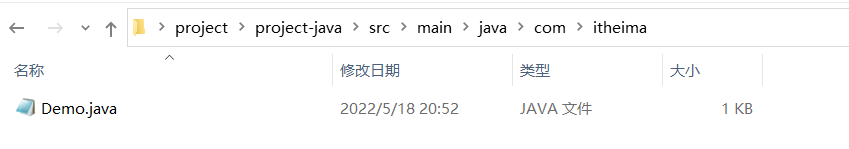 project project-java src main java com itheima
名称 修改日期 类型 大小
Demo.java 2022/5/18 20:52 JAVA 文件 1 KB